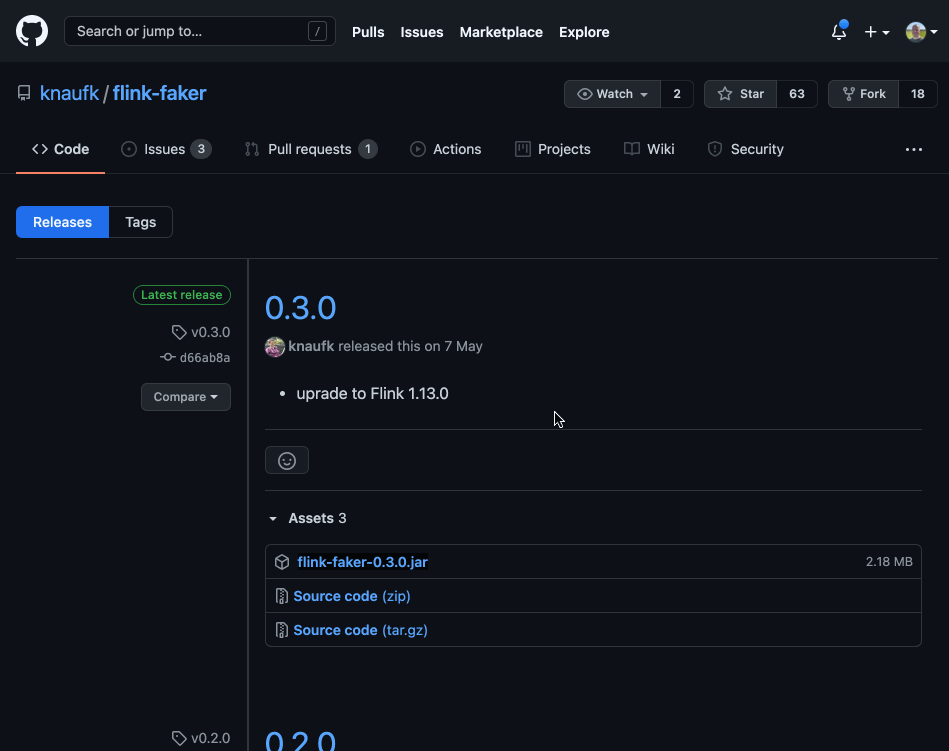 Search or jump to... /
Pulls Issues Marketplace Explore
knaufk / flink-faker
Watch 2 Star 63 Fork 18
Code Issues 3 Pull requests 1 Actions Projects Wiki Security ...
Releases Tags
Latest release
v0.3.0
d66ab8a
Compare
0.3.0
knaufk released this on 7 May
• uprade to Flink 1.13.0
Assets 3
flink-faker-0.3.0.jar 2.18 MB
Source code (zip)
Source code (tar.gz)
v0.2.0
0.2.0